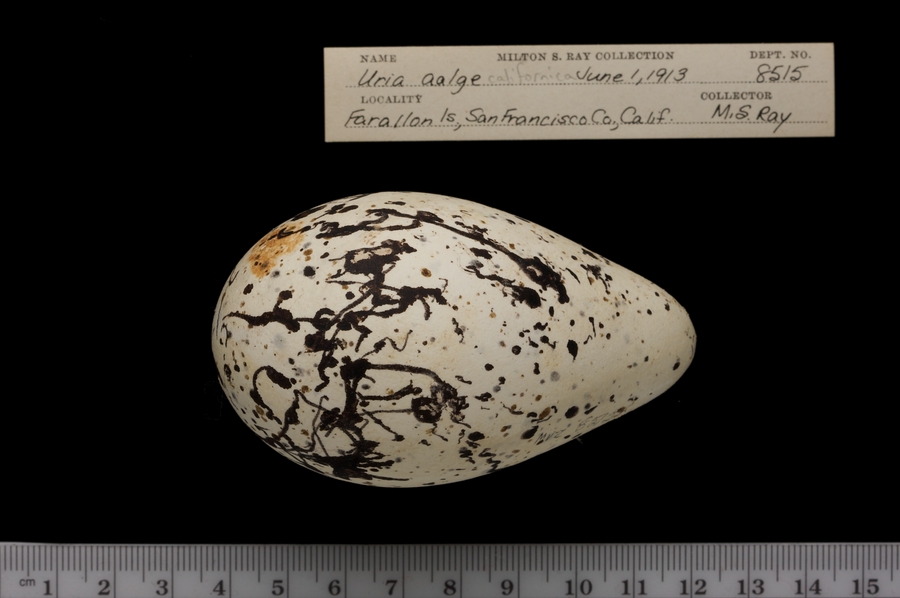 NAME MILTON S. RAY COLLECTION DEPT. NO.
Uria aalge californica June 1, 1913 8515
LOCALITY COLLECTOR
Farallon Is, San Francisco Co, Calif. M.S. Ray
cm 1 2 3 4 5 6 7 8 9 10 11 12 13 14 15